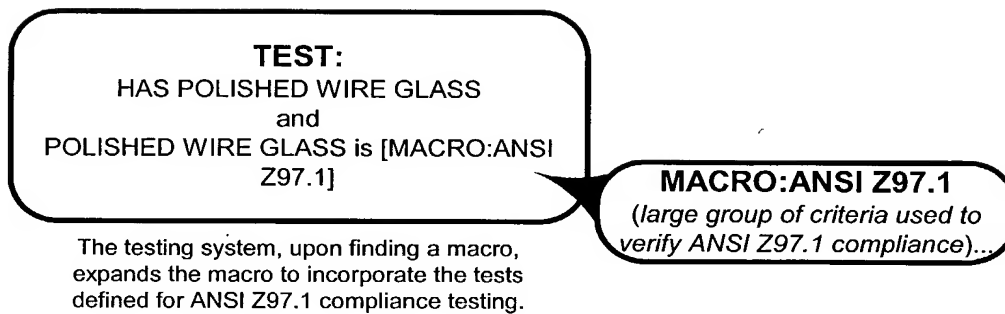 TEST:
HAS POLISHED WIRE GLASS
and
POLISHED WIRE GLASS is [MACRO:ANSI
Z97.1]
MACRO:ANSI Z97.1
(large group of criteria used to
verify ANSI Z97.1 compliance)...
The testing system, upon finding a macro,
expands the macro to incorporate the tests
defined for ANSI Z97.1 compliance testing.